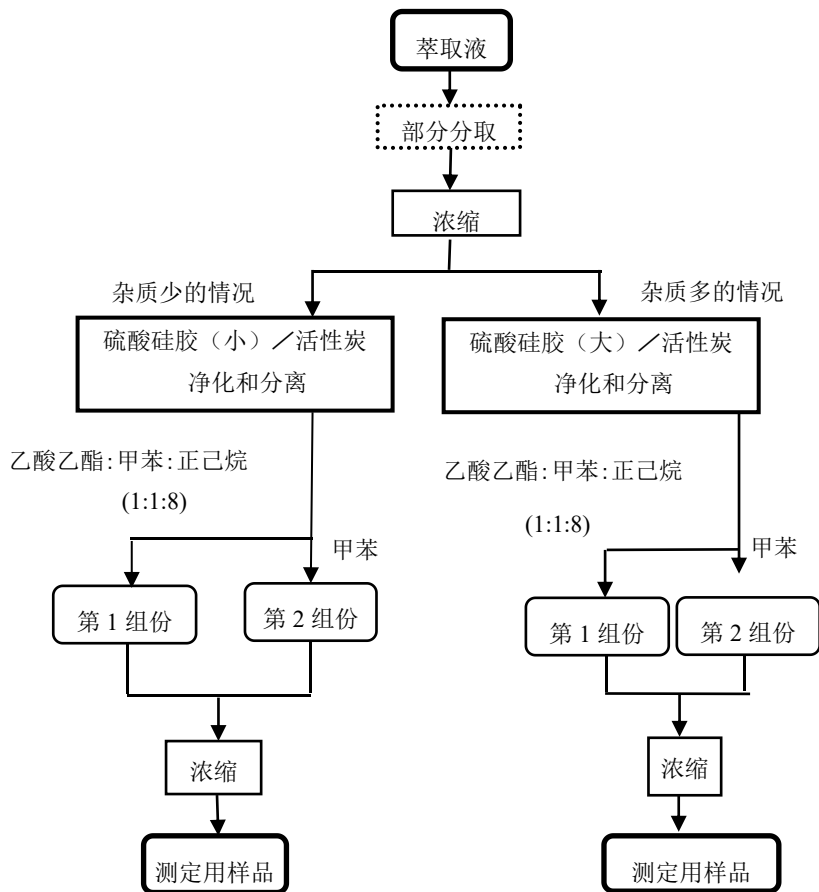 萃取液
部分分取
浓缩
杂质少的情况
杂质多的情况
硫酸硅胶（小）／活性炭
净化和分离
硫酸硅胶（大）／活性炭
净化和分离
乙酸乙酯:甲苯:正己烷
(1:1:8)
甲苯
乙酸乙酯:甲苯:正己烷
(1:1:8)
甲苯
第 1 组份
第 2 组份
第 1 组份
第 2 组份
浓缩
浓缩
测定用样品
测定用样品